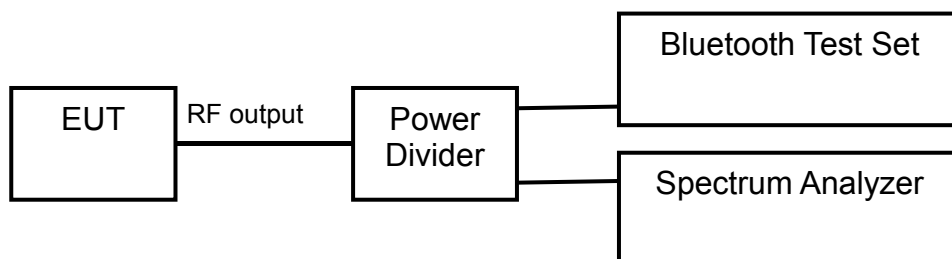 EUT
RF output
Power
Divider
Bluetooth Test Set
Spectrum Analyzer